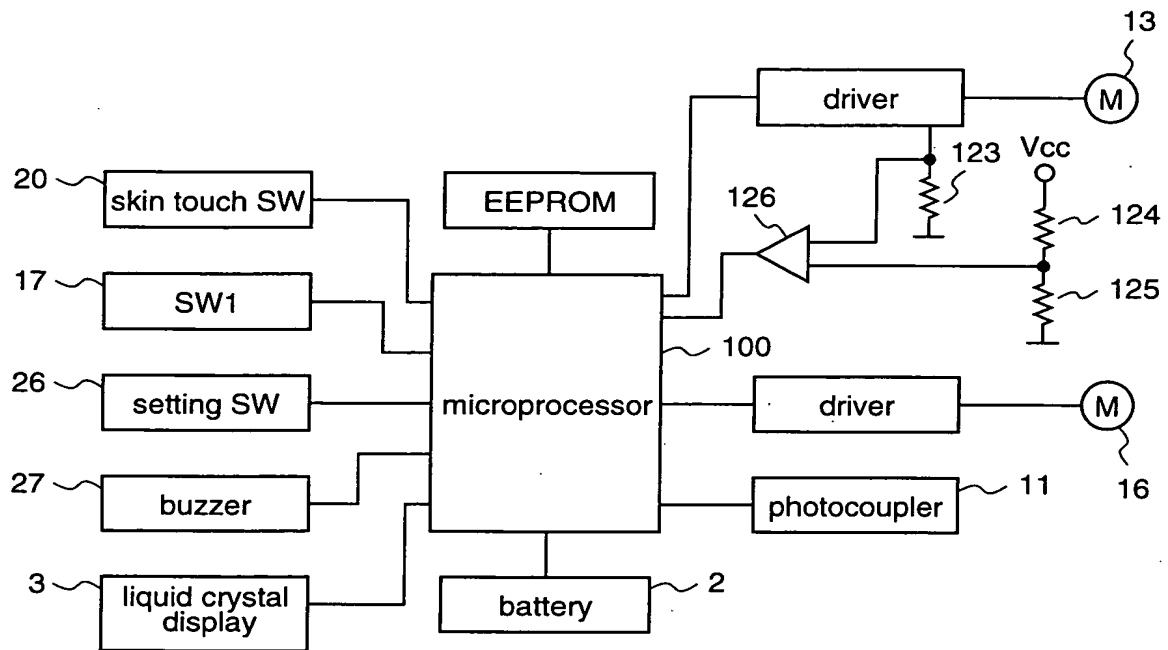 13
driver
M
123
Vcc
20
skin touch SW
EEPROM
126
124
17
SW1
125
100
26
setting SW
microprocessor
driver
M
27
buzzer
photocoupler
11
16
3
liquid crystal
display
battery
2